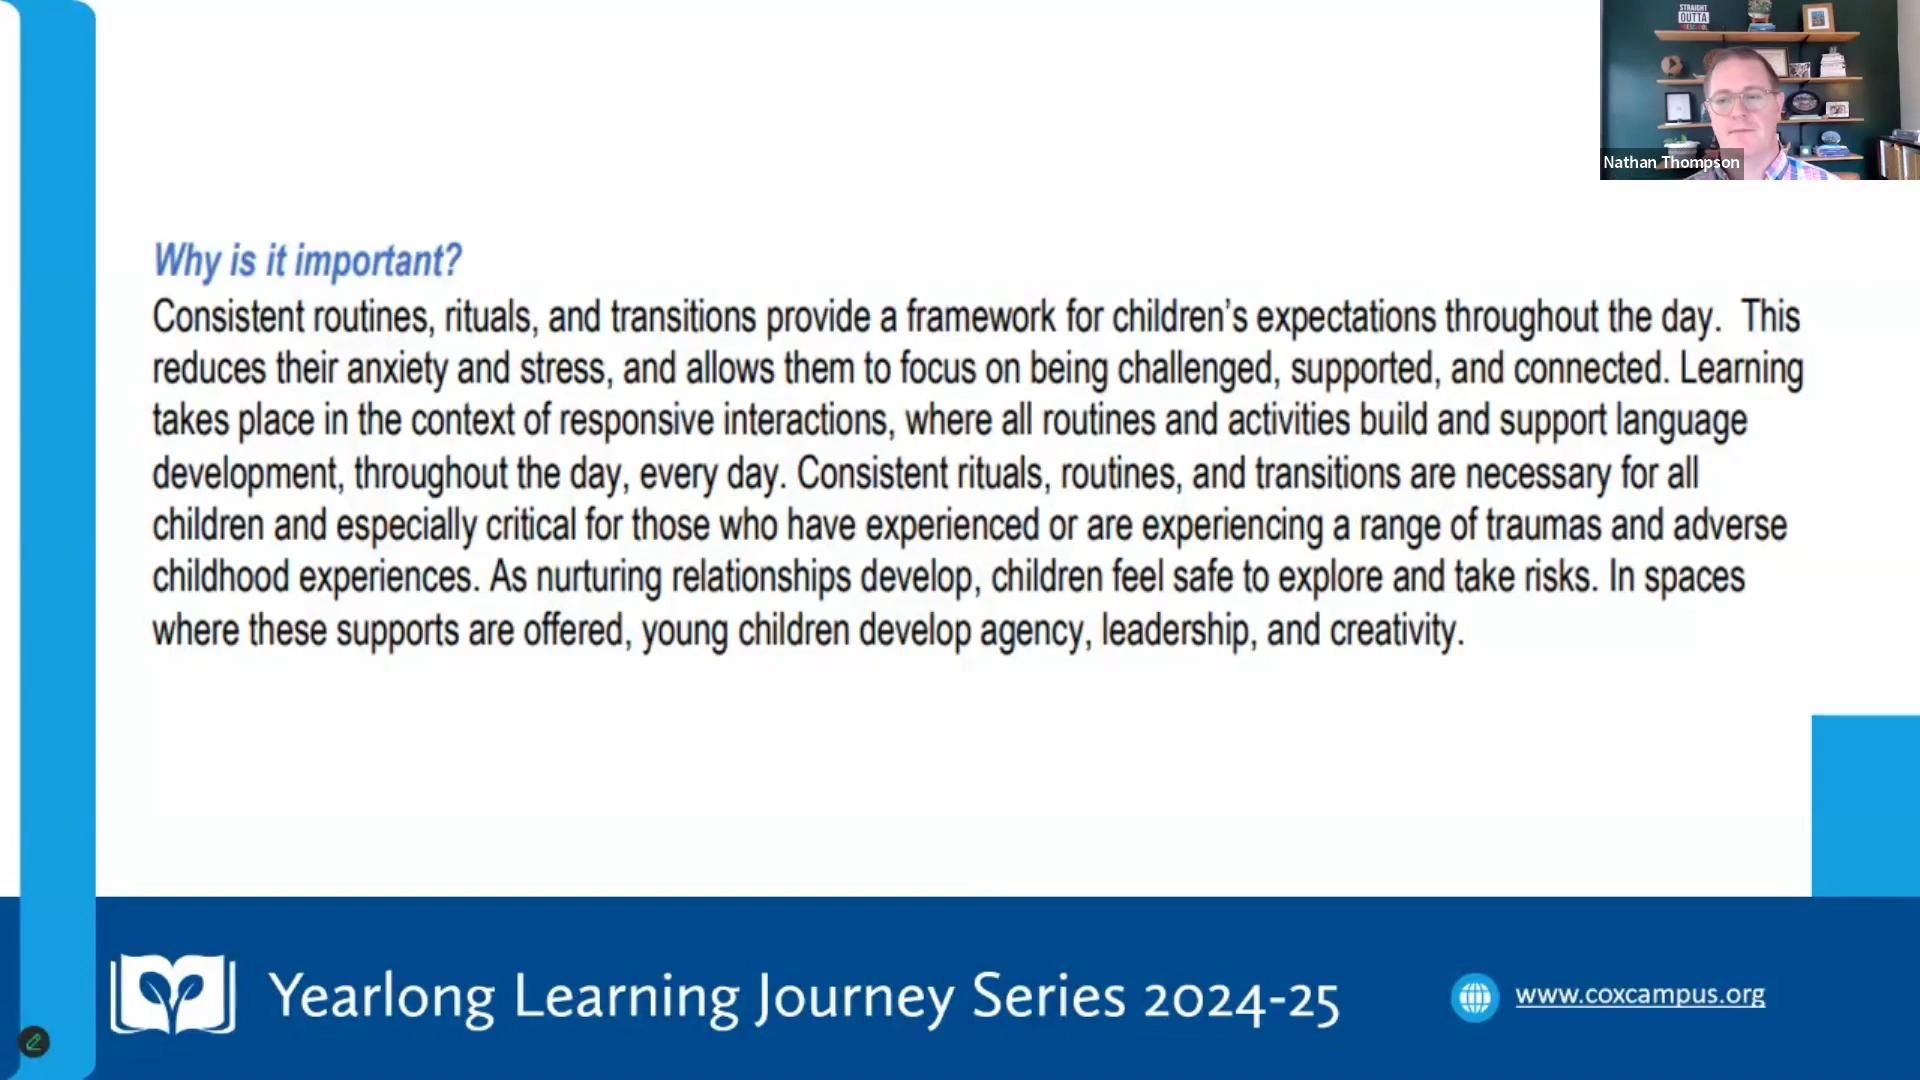 STRAIGHT
OUTTA
Nathan Thompson
Why is it important?
Consistent routines, rituals, and transitions provide a framework for children's expectations throughout the day.  This
reduces their anxiety and stress, and allows them to focus on being challenged, supported, and connected. Learning
takes place in the context of responsive interactions, where all routines and activities build and support language
development, throughout the day, every day. Consistent rituals, routines, and transitions are necessary for all
children and especially critical for those who have experienced or are experiencing a range of traumas and adverse
childhood experiences. As nurturing relationships develop, children feel safe to explore and take risks. In spaces
where these supports are offered, young children develop agency, leadership, and creativity.
Yearlong Learning Journey Series 2024-25
www.coxcampus.org